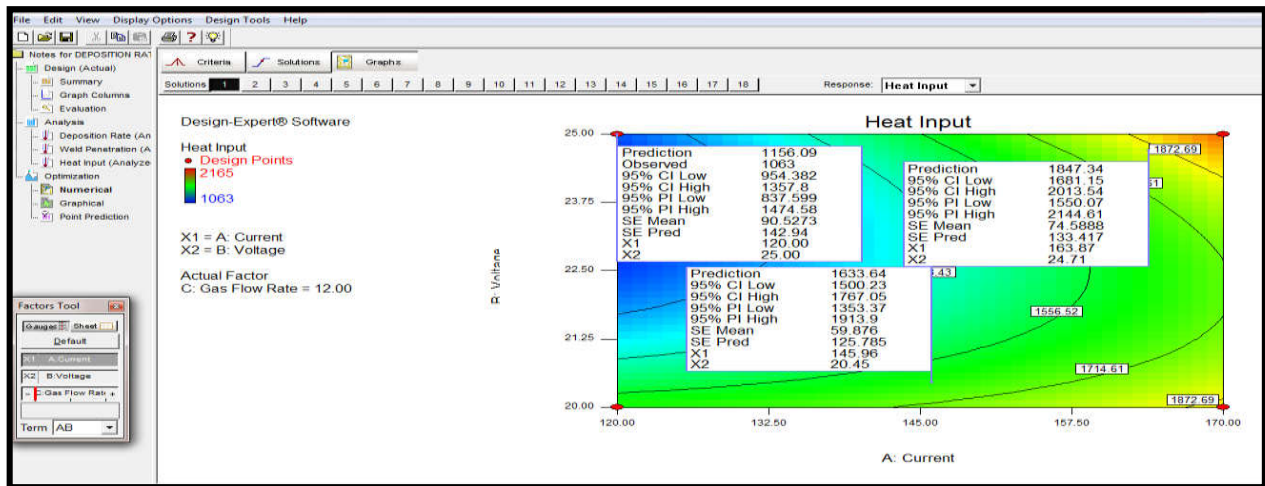 File Edit View Display Options Design Tools Help
Notes for DEPOSITION RAT
Design (Actual)
Summary
Graph Columns
Evaluation
Analysis
Deposition Rate (An
Weld Penetration (A
Heat Input (Analyze
Optimization
Numerical
Graphical
Point Prediction
Criteria Solutions Graphs
Solutions 1 2 3 4 5 6 7 8 9 10 11 12 13 14 15 16 17 18 Response: Heat Input
Design-Expert® Software
Heat Input
Design Points
2165
1063
X1 = A: Current
X2 = B: Voltage
Actual Factor
C: Gas Flow Rate = 12.00
Factors Tool
Gauges Sheet
Default
X1 A:Current
X2 B:Voltage
- C:Gas Flow Rate +
Term AB
Heat Input
B: Voltage
25.00
23.75
22.50
21.25
20.00
120.00 132.50 145.00 157.50 170.00
A: Current
Prediction 1156.09
Observed 1063
95% CI Low 954.382
95% CI High 1357.8
95% PI Low 837.599
95% PI High 1474.58
SE Mean 90.5273
SE Pred 142.94
X1 120.00
X2 25.00
Prediction 1847.34
95% CI Low 1681.15
95% CI High 2013.54
95% PI Low 1550.07
95% PI High 2144.61
SE Mean 74.5888
SE Pred 133.417
X1 163.87
X2 24.71
Prediction 1633.64
95% CI Low 1500.23
95% CI High 1767.05
95% PI Low 1353.37
95% PI High 1913.9
SE Mean 59.876
SE Pred 125.785
X1 145.96
X2 20.45
1872.69
1556.52
1714.61
1872.69